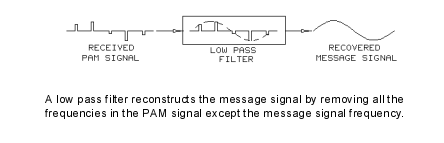 RECEIVED
PAM SIGNAL
LOW PASS
FILTER
RECOVERED
MESSAGE SIGNAL
A low pass filter reconstructs the message signal by removing all the
frequencies in the PAM signal except the message signal frequency.